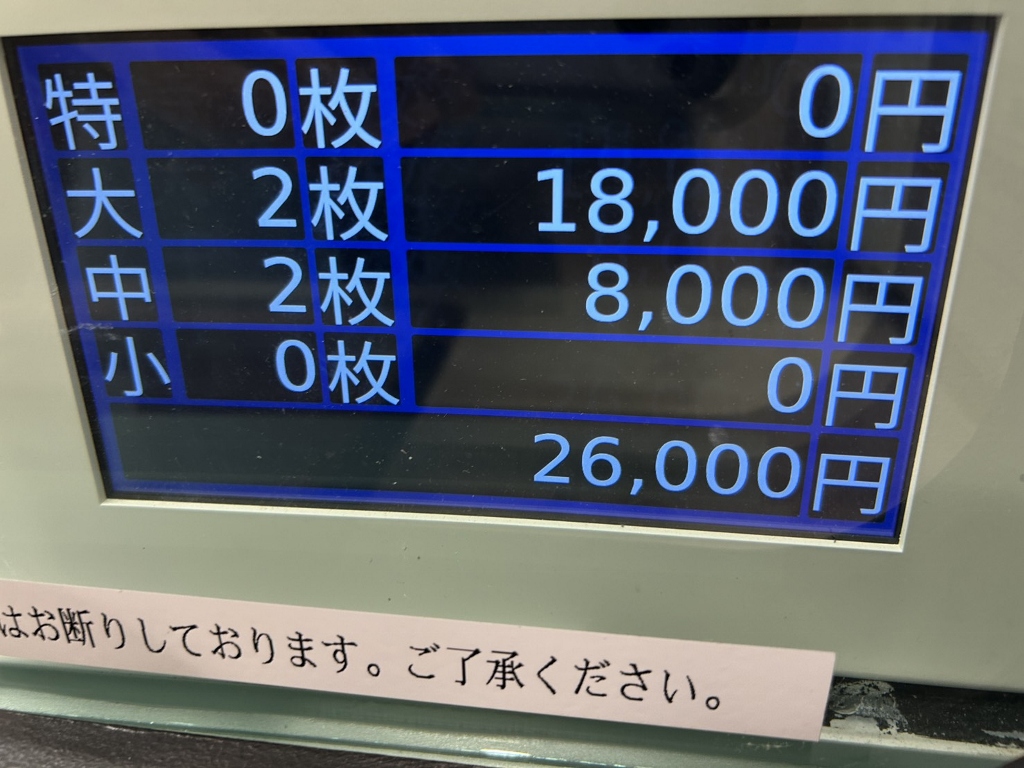 特 0枚 0円
大 2枚 18,000円
中 2枚 8,000円
小 0枚 0円
26,000円
はお断りしております。ご了承ください。